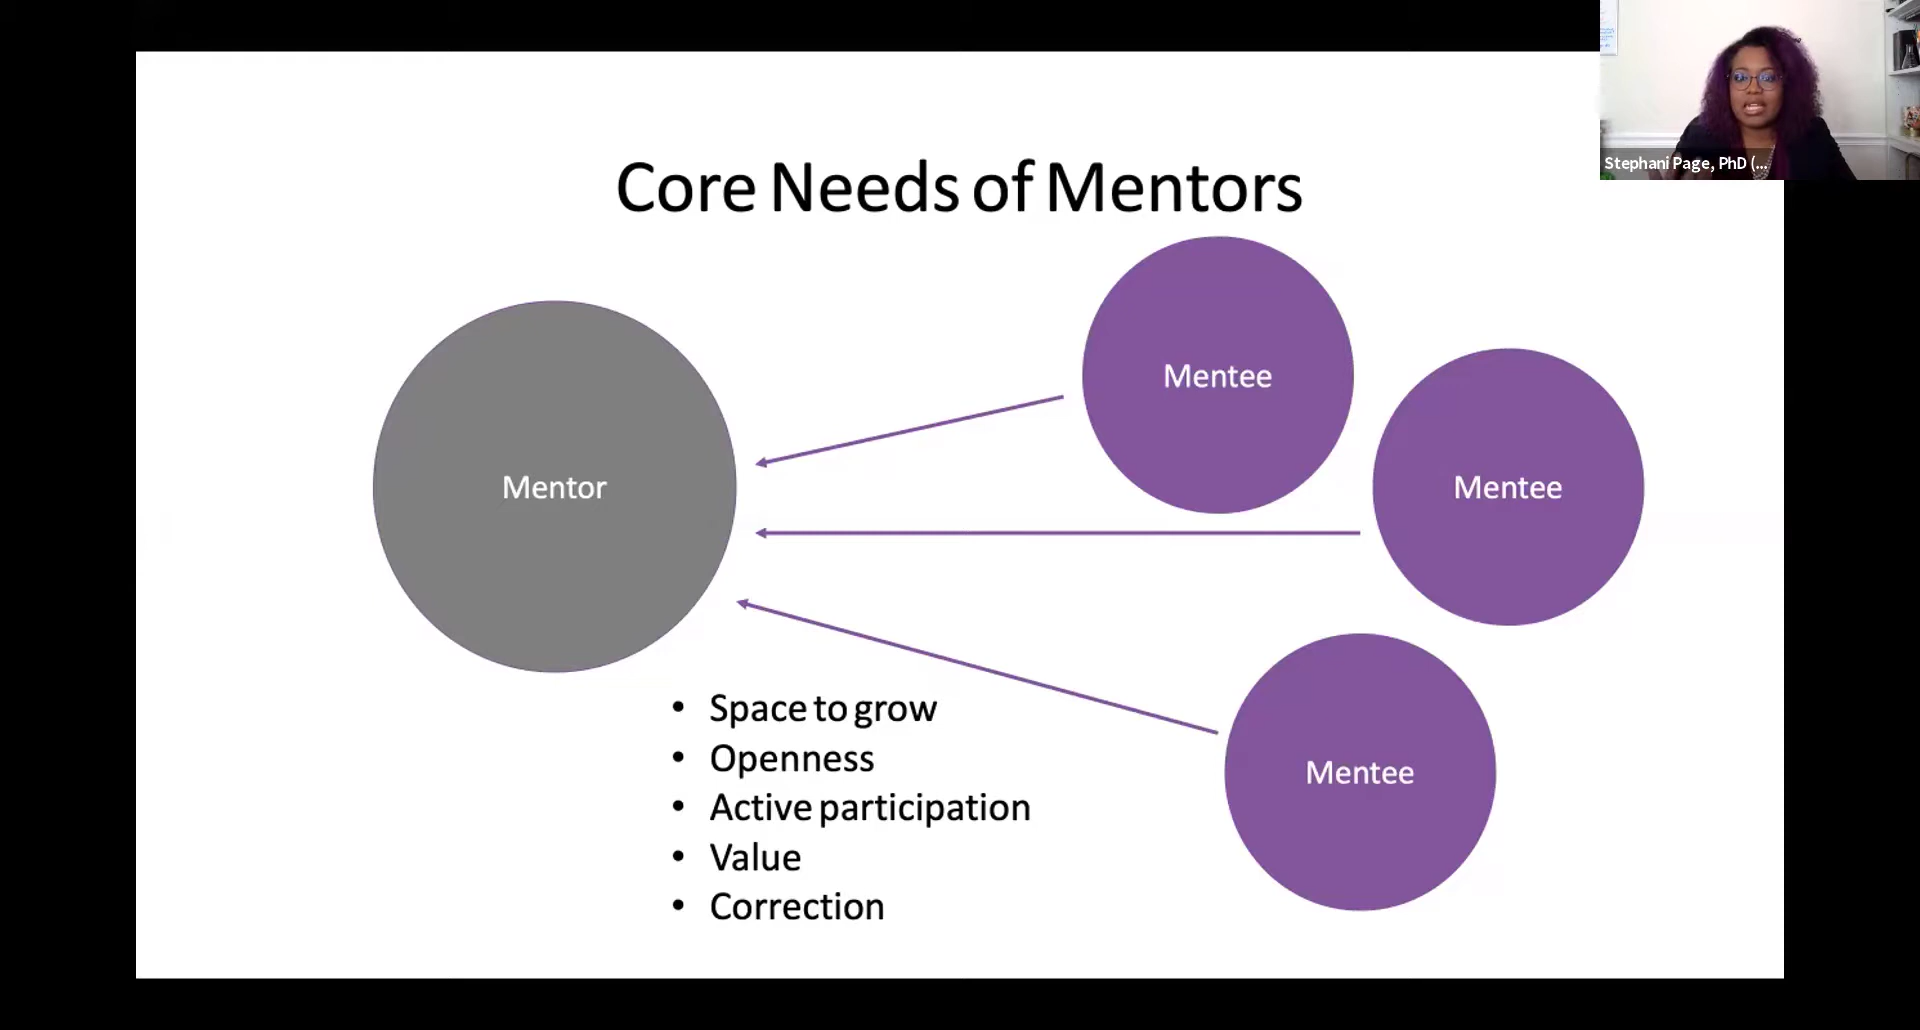 Stephani Page, PhD (...
Core Needs of Mentors
Mentee
Mentor
Mentee
• Space to grow
• Openness
• Active participation
• Value
• Correction
Mentee